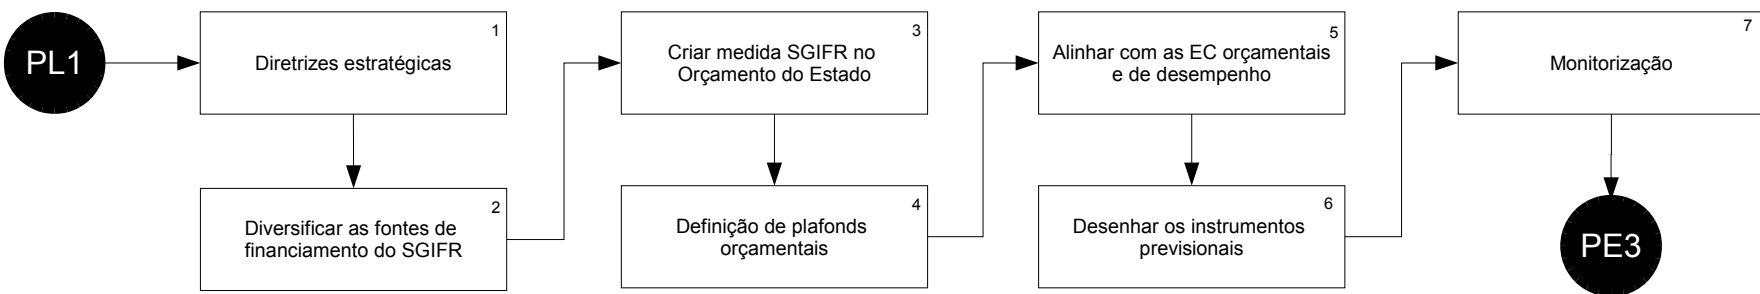 PL1
1
Diretrizes estratégicas
2
Diversificar as fontes de
financiamento do SGIFR
3
Criar medida SGIFR no
Orçamento do Estado
4
Definição de plafonds
orçamentais
5
Alinhar com as EC orçamentais
e de desempenho
6
Desenhar os instrumentos
previsionais
7
Monitorização
PE3